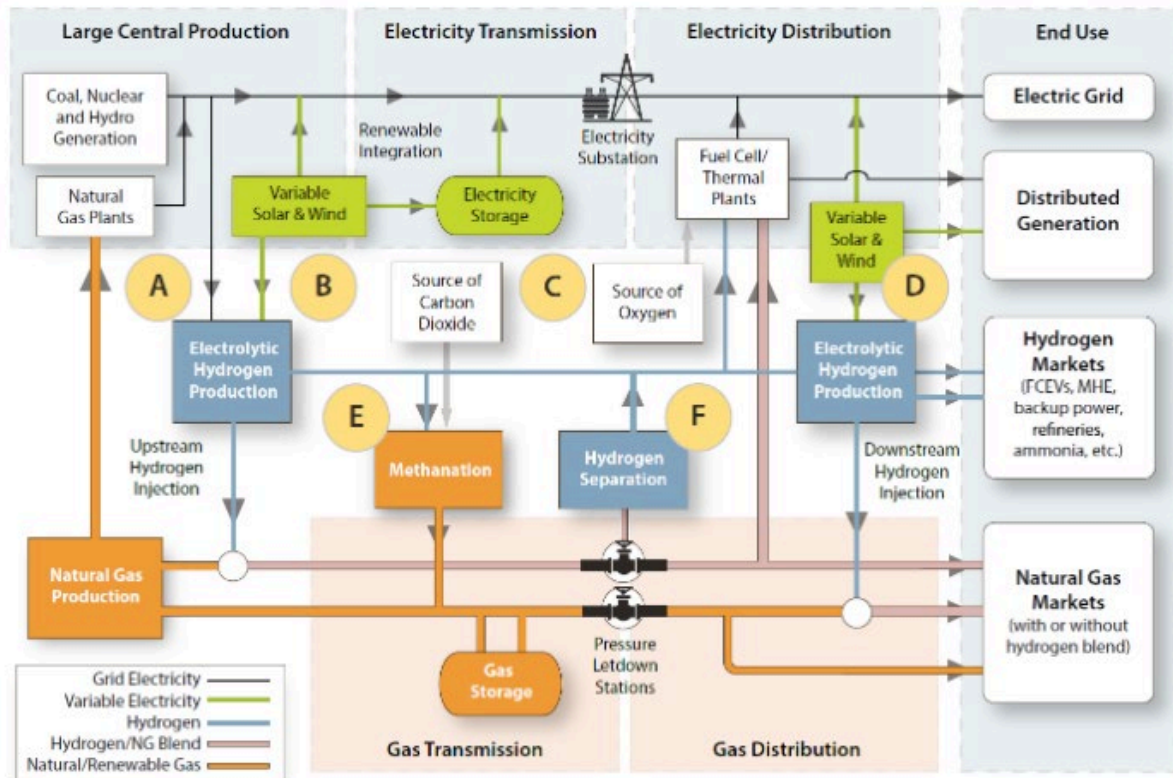 Large Central Production
Electricity Transmission
Electricity Distribution
End Use
Coal, Nuclear
and Hydro
Generation
Renewable
Integration
Electricity
Substation
Fuel Cell/
Thermal
Plants
Electric Grid
Natural
Gas Plants
Variable
Solar & Wind
Electricity
Storage
Variable
Solar &
Wind
Distributed
Generation
A
B
C
D
Source of
Carbon
Dioxide
Source of
Oxygen
Electrolytic
Hydrogen
Production
Electrolytic
Hydrogen
Production
Hydrogen
Markets
(FCEVs, MHE,
backup power,
refineries,
ammonia, etc.)
E
F
Upstream
Hydrogen
Injection
Methanation
Hydrogen
Separation
Downstream
Hydrogen
Injection
Natural Gas
Production
Natural Gas
Markets
(with or without
hydrogen blend)
Pressure
Letdown
Stations
Gas
Storage
Grid Electricity
Variable Electricity
Hydrogen
Hydrogen/NG Blend
Natural/Renewable Gas
Gas Transmission
Gas Distribution